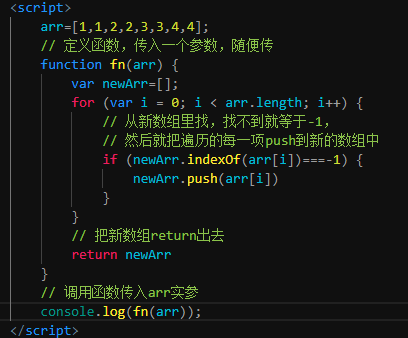 <script>
arr=[1,1,2,2,3,3,4,4];
// 定义函数，传入一个参数，随便传
function fn(arr) {
var newArr=[];
for (var i = 0; i < arr.length; i++) {
// 从新数组里找，找不到就等于-1，
// 然后就把遍历的每一项push到新的数组中
if (newArr.indexOf(arr[i])===-1) {
newArr.push(arr[i])
}
}
// 把新数组return出去
return newArr
}
// 调用函数传入arr实参
console.log(fn(arr));
</script>